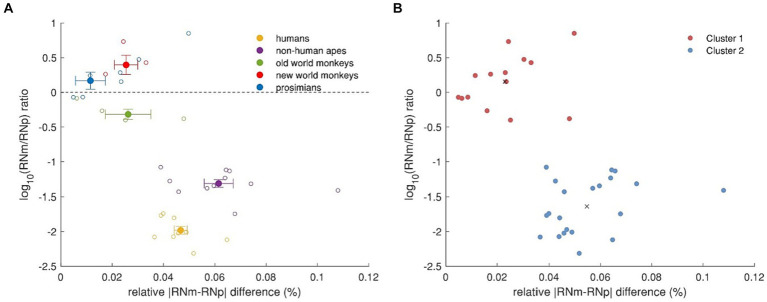 A
B
humans
non-human apes
old world monkeys
new world monkeys
prosimians
1
0.5
0
-0.5
-1
-1.5
-2
-2.5
log10(RNm/RNp) ratio
0
0.02
0.04
0.06
0.08
0.1
0.12
relative |RNm-RNp| difference (%)
Cluster 1
Cluster 2
1
0.5
0
-0.5
-1
-1.5
-2
-2.5
log10(RNm/RNp) ratio
0
0.02
0.04
0.06
0.08
0.1
0.12
relative |RNm-RNp| difference (%)